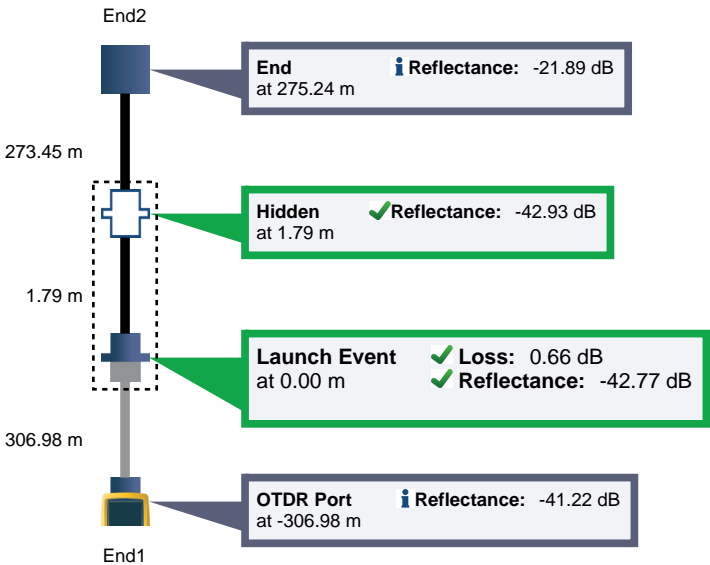 End2
End Reflectance: -21.89 dB
at 275.24 m
273.45 m
Hidden Reflectance: -42.93 dB
at 1.79 m
1.79 m
Launch Event Loss: 0.66 dB
at 0.00 m Reflectance: -42.77 dB
306.98 m
OTDR Port Reflectance: -41.22 dB
at -306.98 m
End1